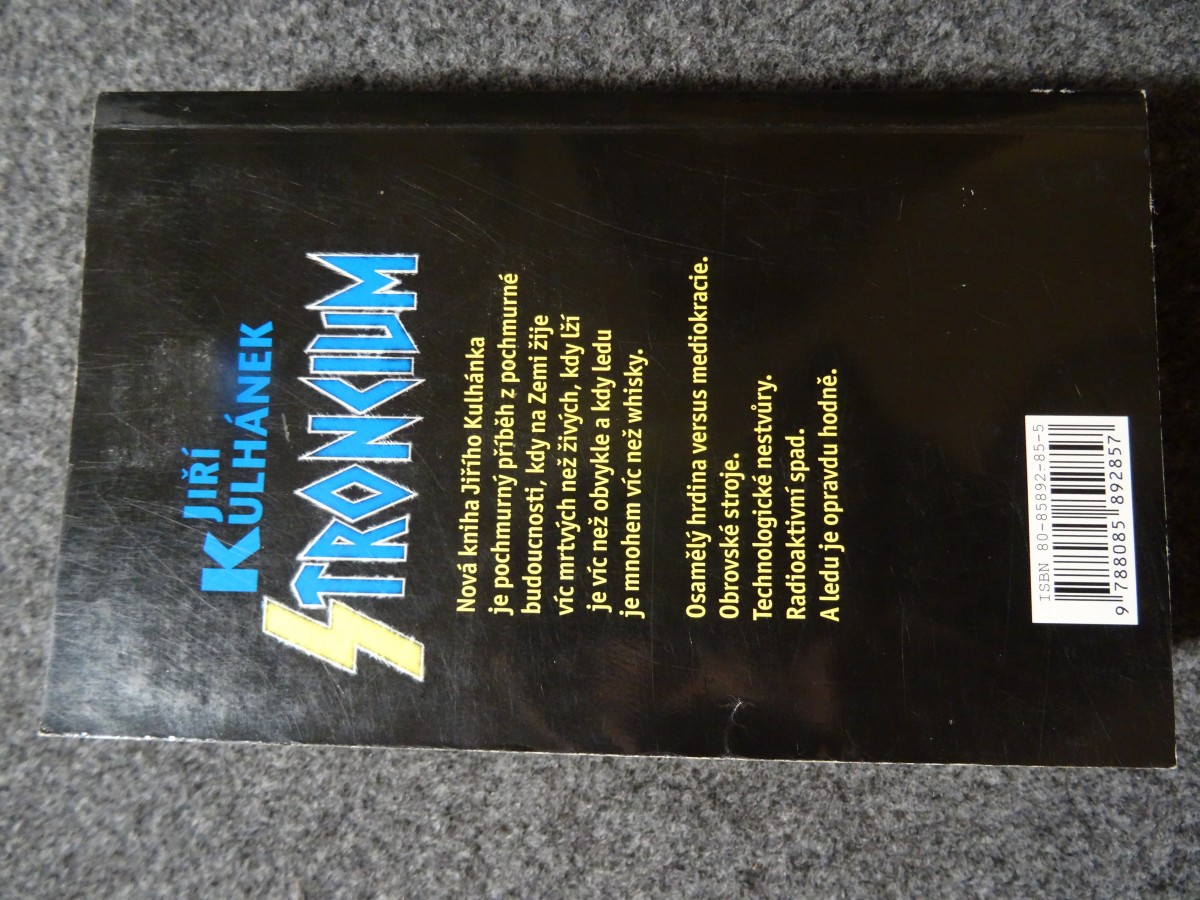 JIŘÍ
KULHÁNEK
STRONCIUM
Nová kniha Jiřího Kulhánka
je pochmurný příběh z pochmurné
budoucnosti, kdy na Zemi žije
víc mrtvých než živých, kdy lží
je víc než obvykle a kdy ledu
je mnohem víc než whisky.
Osamělý hrdina versus mediokracie.
Obrovské stroje.
Technologické nestvůry.
Radioaktivní spad.
A ledu je opravdu hodně.
ISBN 80-85892-85-5
9 788085 892857